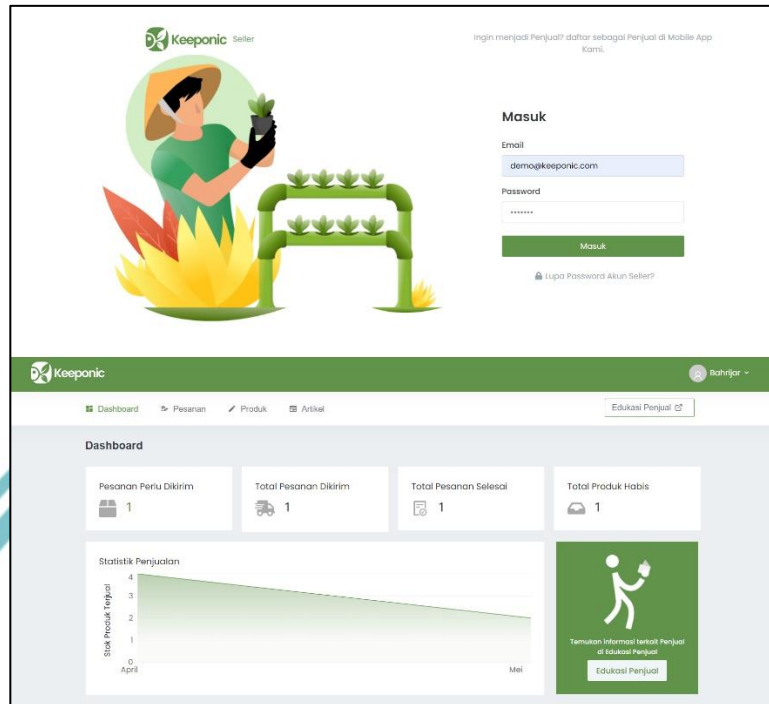 Keeponic Seller
Ingin menjadi Penjual? daftar sebagai Penjual di Mobile App
Kami.
Masuk
Email
demo@keeponic.com
Password
•••••••
Masuk
Lupa Password Akun Seller?
Keeponic
Bahrijar
Dashboard
Pesanan
Produk
Artikel
Edukasi Penjual
Dashboard
Pesanan Perlu Dikirim
1
Total Pesanan Dikirim
1
Total Pesanan Selesai
1
Total Produk Habis
1
Statistik Penjualan
Stok Produk Terjual
4
3
2
1
0
April
Mei
Temukan informasi terkait Penjual
di Edukasi Penjual
Edukasi Penjual